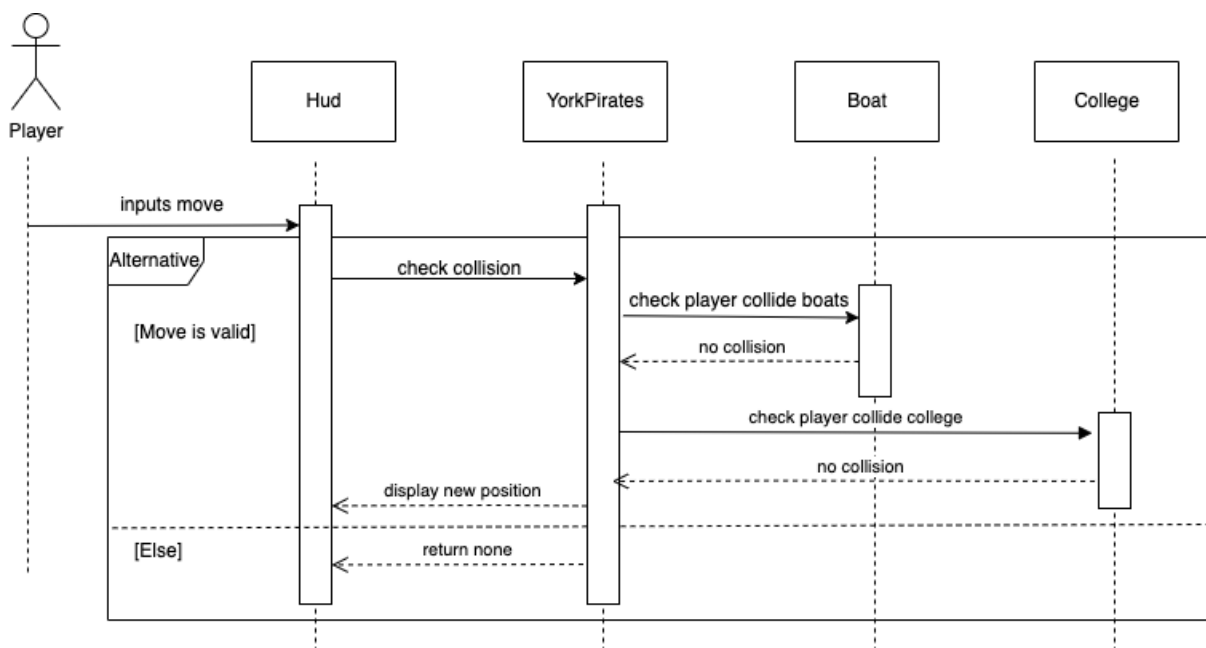 Player
Hud
YorkPirates
Boat
College
inputs move
Alternative
check collision
check player collide boats
[Move is valid]
no collision
check player collide college
no collision
display new position
[Else]
return none